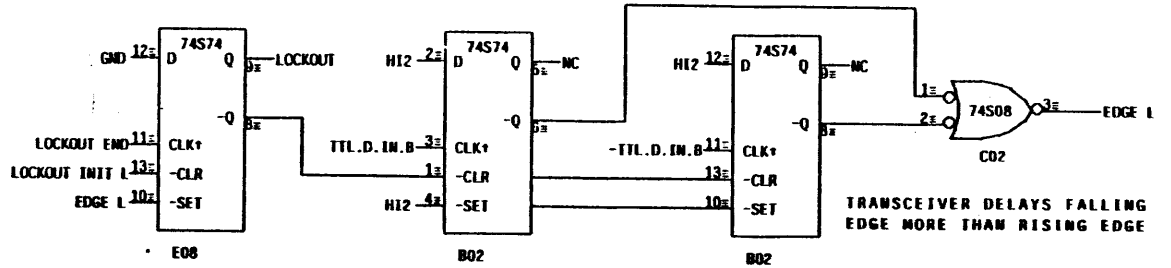 74S74
GND 12 D Q 9 LOCKOUT
-Q 8
LOCKOUT END 11 CLK↑
LOCKOUT INIT L 13 -CLR
EDGE L 10 -SET
E08
74S74
HI2 2 D Q 5 NC
-Q 6
TTL.D.IN.B 3 CLK↑
1 -CLR
HI2 4 -SET
B02
74S74
HI2 12 D Q 9 NC
-Q 8
-TTL.D.IN.B 11 CLK↑
13 -CLR
10 -SET
B02
1
2
74S08
3 EDGE L
C02
TRANSCEIVER DELAYS FALLING
EDGE MORE THAN RISING EDGE